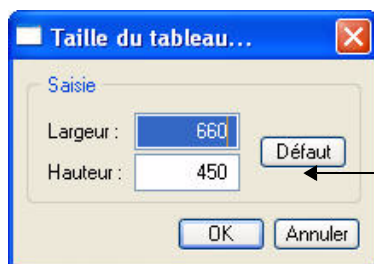 Taille du tableau...
Saisie
Largeur : 660
Défaut
Hauteur : 450
OK Annuler